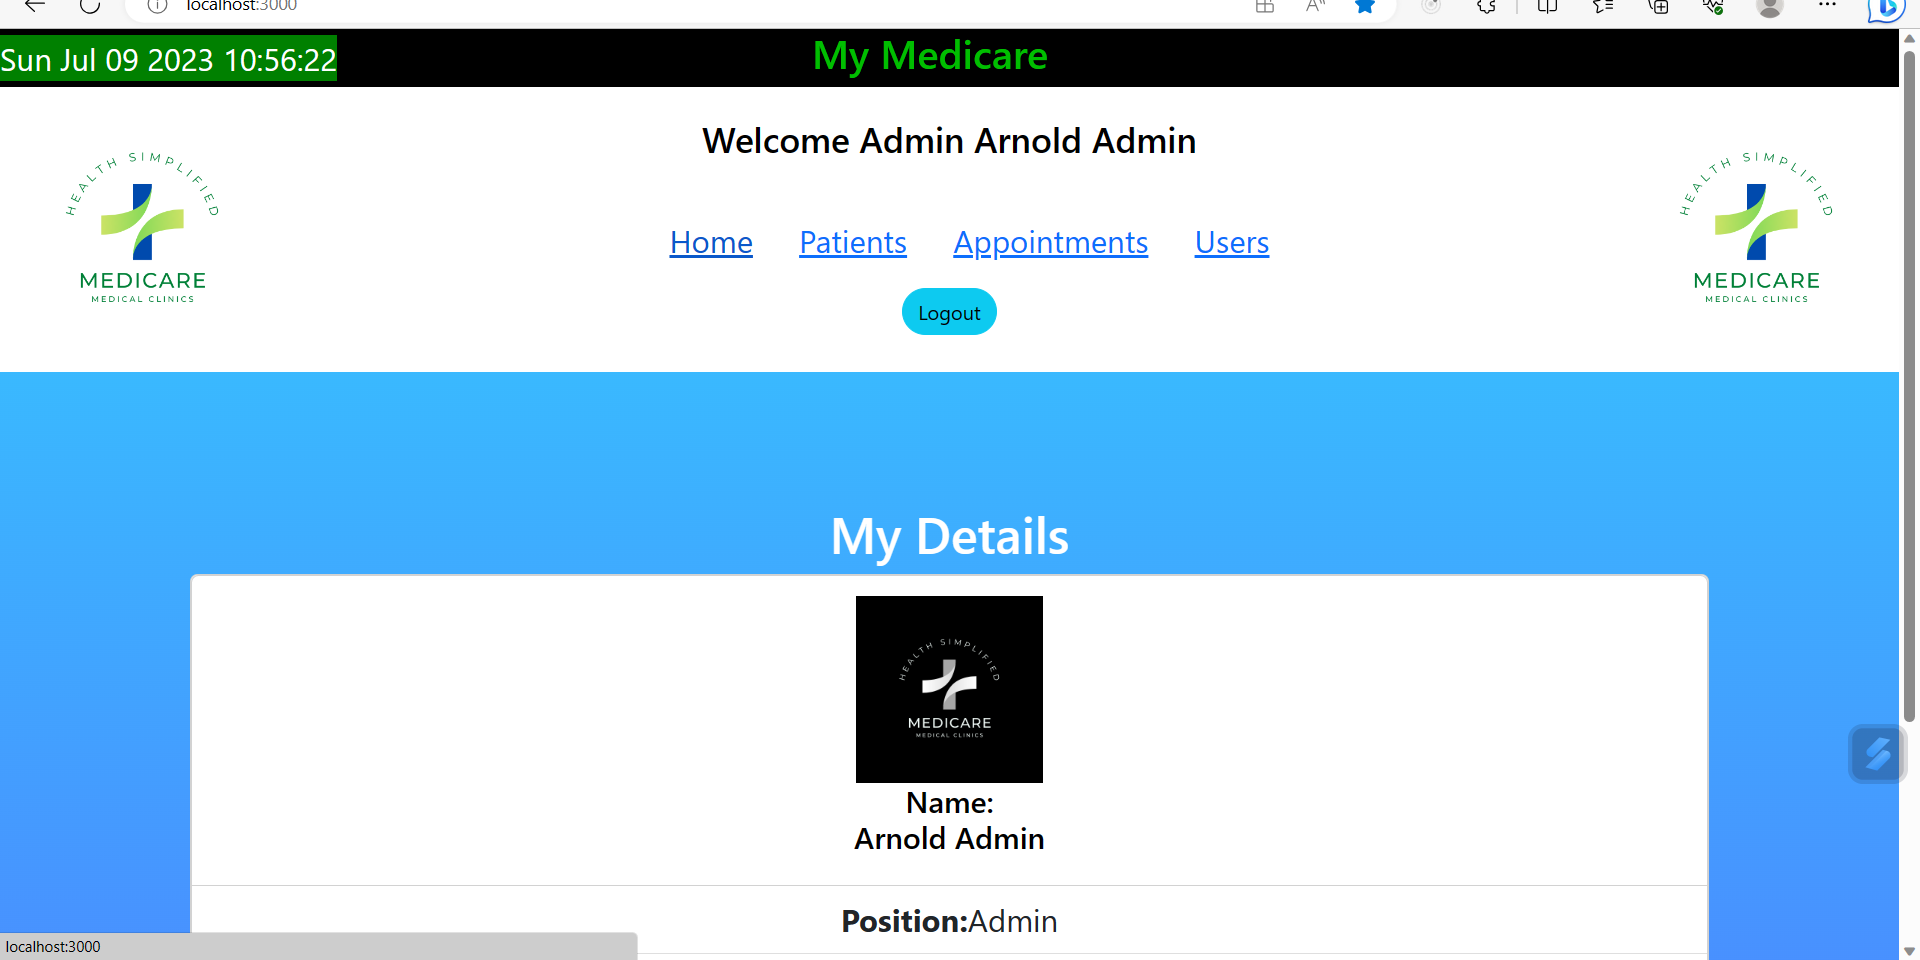 localhost:3000
Sun Jul 09 2023 10:56:22
My Medicare
Welcome Admin Arnold Admin
HEALTH SIMPLIFIED
MEDICARE
MEDICAL CLINICS
HEALTH SIMPLIFIED
MEDICARE
MEDICAL CLINICS
Home Patients Appointments Users
Logout
My Details
HEALTH SIMPLIFIED
MEDICARE
MEDICAL CLINICS
Name:
Arnold Admin
Position:Admin
localhost:3000